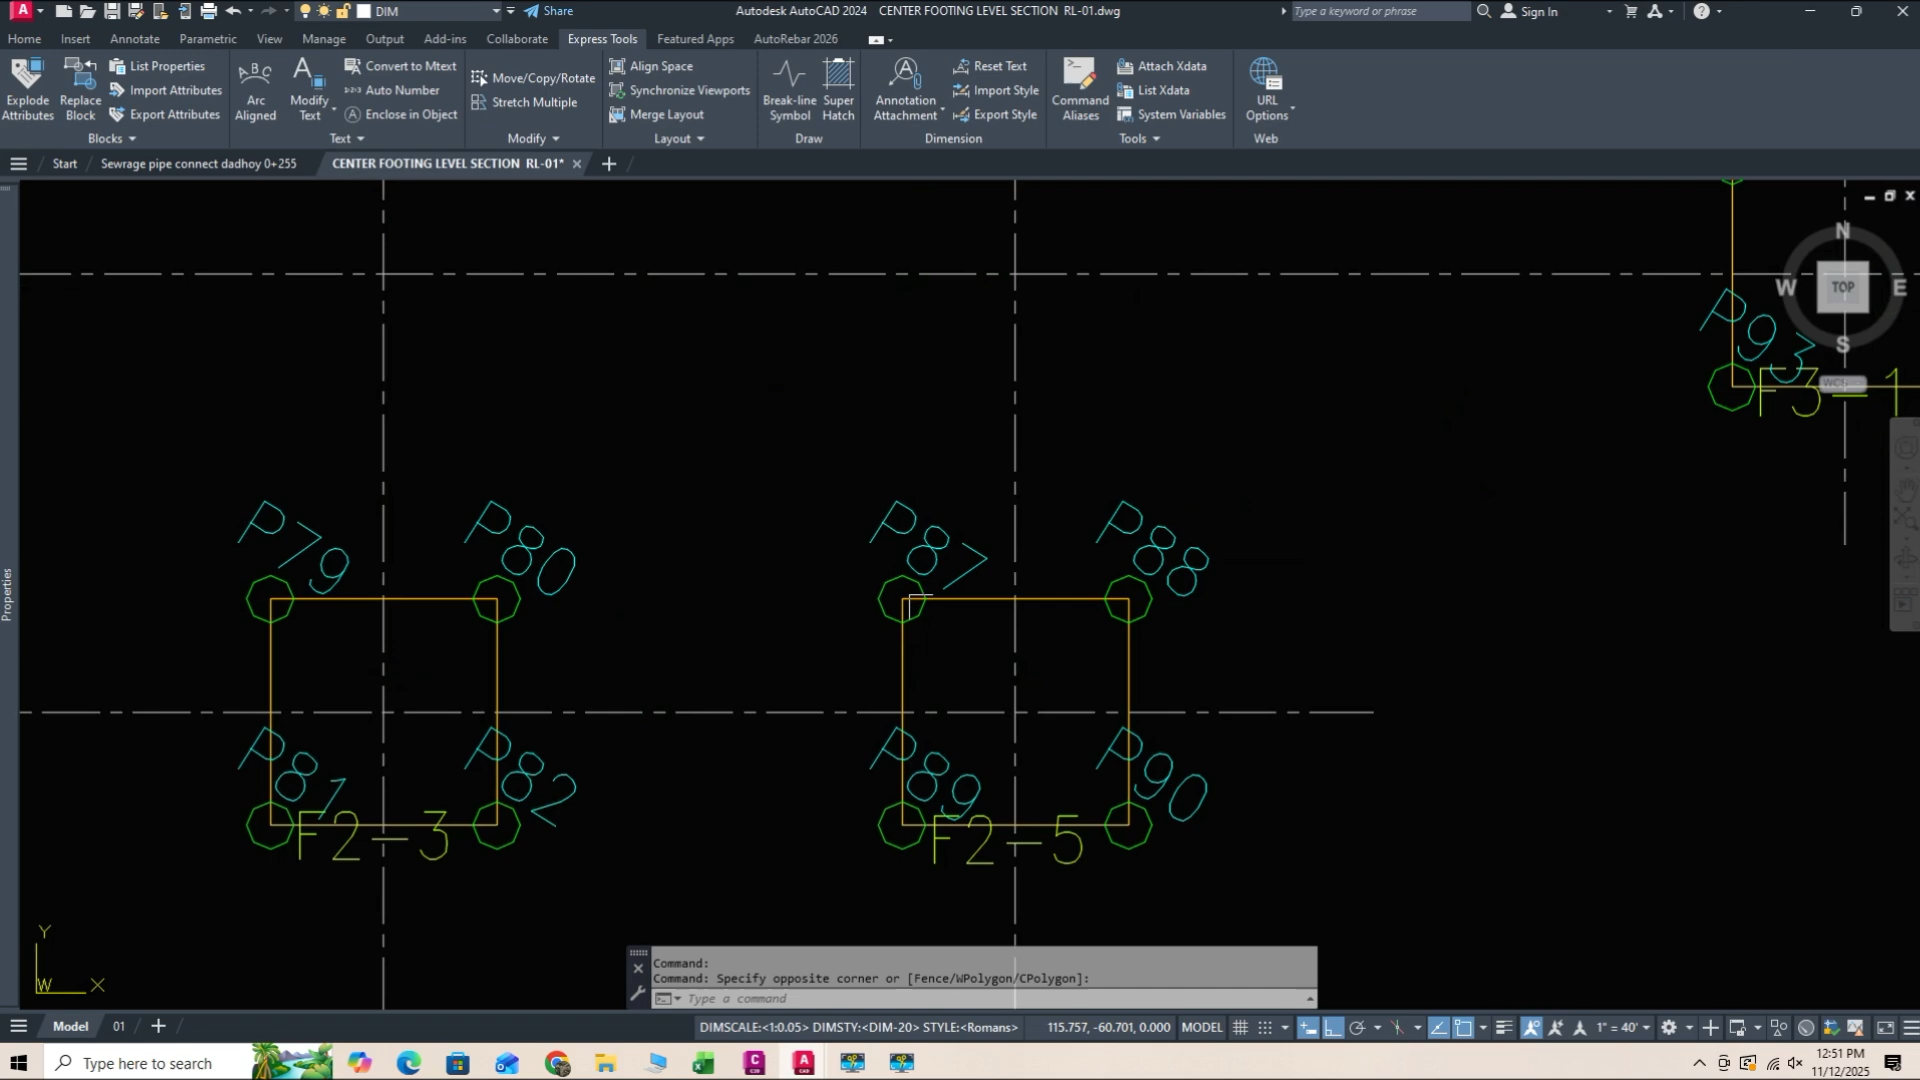 A
DIM
Share
Autodesk AutoCAD 2024 CENTER FOOTING LEVEL SECTION RL-01.dwg
Type a keyword or phrase
Sign In
Home
Insert
Annotate
Parametric
View
Manage
Output
Add-ins
Collaborate
Express Tools
Featured Apps
AutoRebar 2026
Explode Attributes
Replace Block
List Properties
Import Attributes
Export Attributes
Blocks
ABC
Arc Aligned
Modify Text
Convert to Mtext
Auto Number
Enclose in Object
Text
Move/Copy/Rotate
Stretch Multiple
Modify
Align Space
Synchronize Viewports
Merge Layout
Layout
Break-line Symbol
Super Hatch
Draw
Annotation Attachment
Reset Text
Import Style
Export Style
Dimension
Command Aliases
Attach Xdata
List Xdata
System Variables
Tools
URL Options
Web
Start
Sewrage pipe connect dadhoy 0+255
CENTER FOOTING LEVEL SECTION RL-01*
N
W
TOP
E
S
WCS
P93
F3-1
P79
P80
P87
P88
P81
P82
P89
P90
F2-3
F2-5
Properties
Y
W
X
Command:
Command: Specify opposite corner or [Fence/WPolygon/CPolygon]:
Type a command
Model
01
DIMSCALE:<1:0.05> DIMSTY:<DIM-20> STYLE:<Romans>
115.757, -60.701, 0.000
MODEL
1" = 40'
Type here to search
12:51 PM
11/12/2025